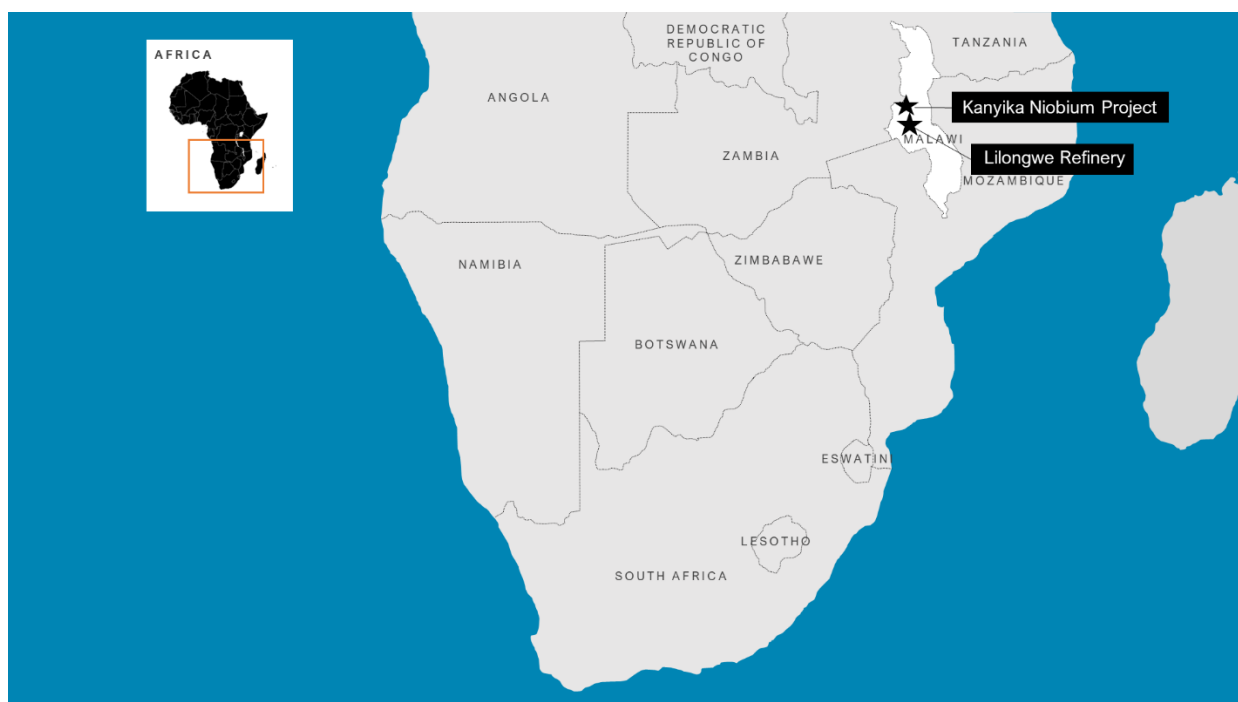 AFRICA
DEMOCRATIC
REPUBLIC OF
CONGO
TANZANIA
ANGOLA
Kanyika Niobium Project
MALAWI
ZAMBIA
Lilongwe Refinery
MOZAMBIQUE
NAMIBIA
ZIMBABAWE
BOTSWANA
ESWATINI
LESOTHO
SOUTH AFRICA